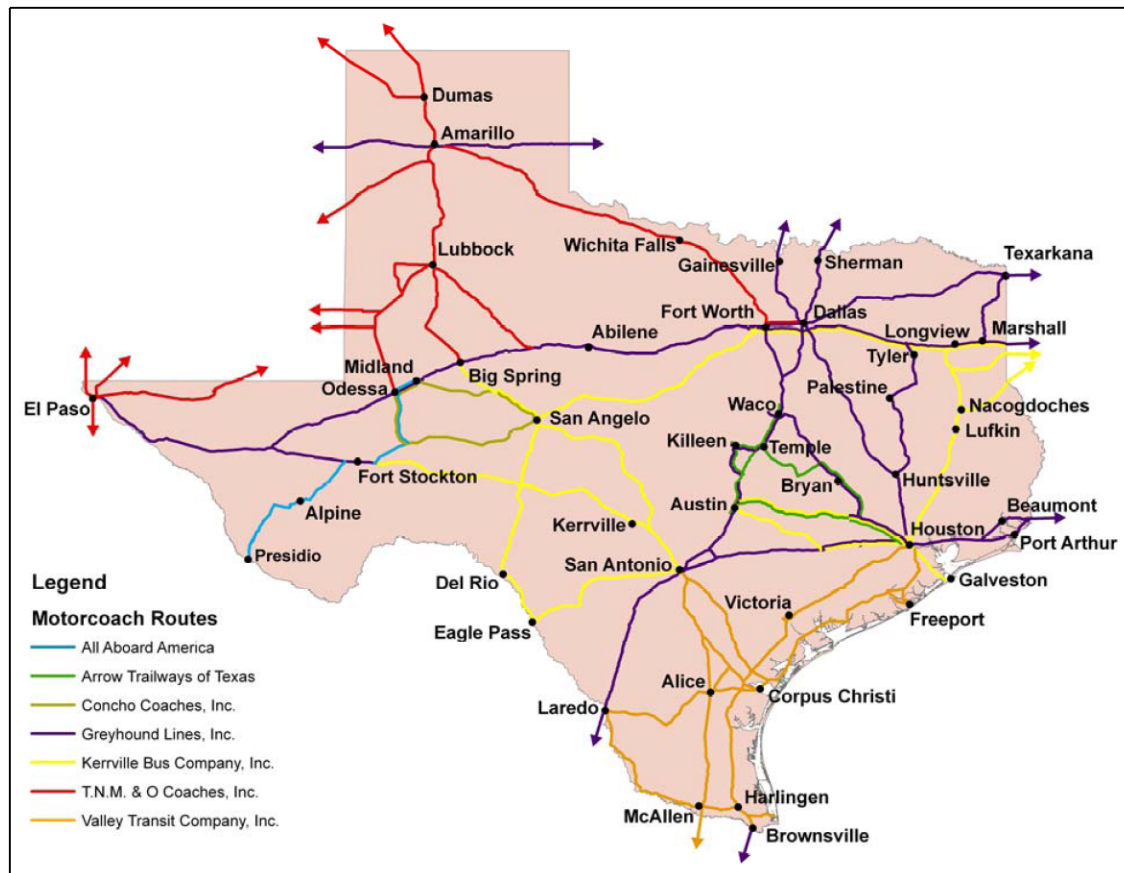 Dumas
Amarillo
Lubbock
Wichita Falls
Gainesville
Sherman
Texarkana
Fort Worth
Dallas
Abilene
Longview
Marshall
Tyler
Midland
Odessa
Big Spring
El Paso
Palestine
Nacogdoches
San Angelo
Waco
Lufkin
Killeen
Temple
Fort Stockton
Bryan
Huntsville
Alpine
Austin
Beaumont
Kerrville
Houston
Port Arthur
Presidio
San Antonio
Del Rio
Galveston
Victoria
Eagle Pass
Freeport
Alice
Corpus Christi
Laredo
McAllen
Harlingen
Brownsville
Legend
Motorcoach Routes
All Aboard America
Arrow Trailways of Texas
Concho Coaches, Inc.
Greyhound Lines, Inc.
Kerrville Bus Company, Inc.
T.N.M. & O Coaches, Inc.
Valley Transit Company, Inc.